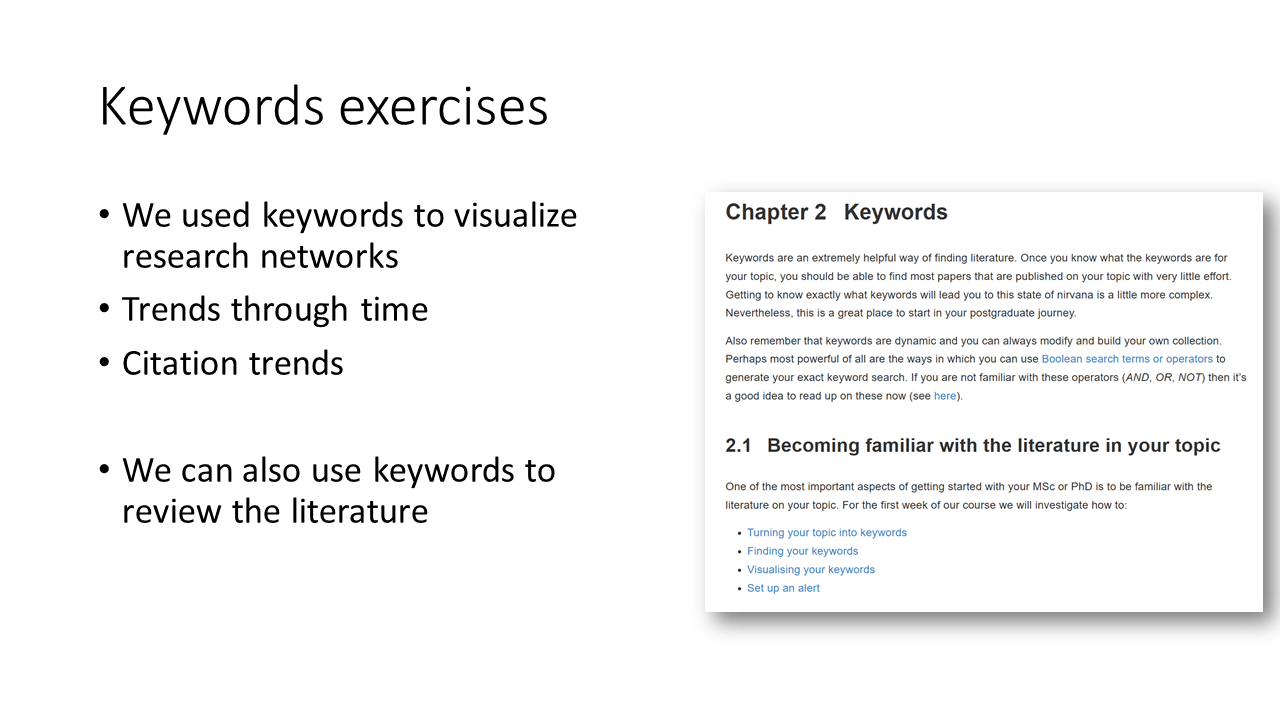 Keywords exercises
• We used keywords to visualize
research networks
• Trends through time
• Citation trends
• We can also use keywords to
review the literature
Chapter 2 Keywords
Keywords are an extremely helpful way of finding literature. Once you know what the keywords are for
your topic, you should be able to find most papers that are published on your topic with very little effort.
Getting to know exactly what keywords will lead you to this state of nirvana is a little more complex.
Nevertheless, this is a great place to start in your postgraduate journey.
Also remember that keywords are dynamic and you can always modify and build your own collection.
Perhaps most powerful of all are the ways in which you can use Boolean search terms or operators to
generate your exact keyword search. If you are not familiar with these operators (AND, OR, NOT) then it's
a good idea to read up on these now (see here).
2.1 Becoming familiar with the literature in your topic
One of the most important aspects of getting started with your MSc or PhD is to be familiar with the
literature on your topic. For the first week of our course we will investigate how to:
• Turning your topic into keywords
• Finding your keywords
• Visualising your keywords
• Set up an alert